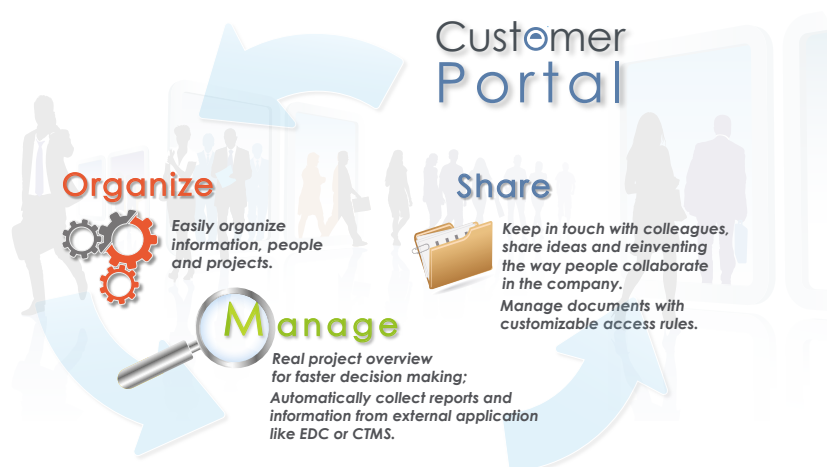 Customer
Portal
Organize
Easily organize
information, people
and projects.
Share
Keep in touch with colleagues,
share ideas and reinventing
the way people collaborate
in the company.
Manage documents with
customizable access rules.
Manage
Real project overview
for faster decision making;
Automatically collect reports and
information from external application
like EDC or CTMS.